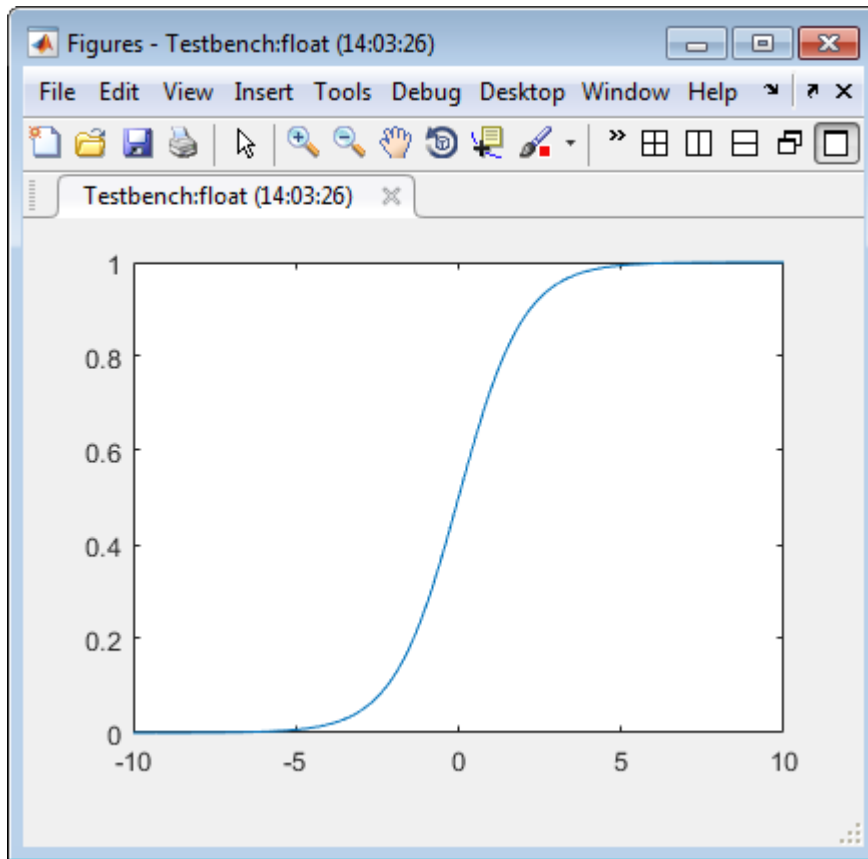 Figures - Testbench:float (14:03:26)
File Edit View Insert Tools Debug Desktop Window Help
Testbench:float (14:03:26)
1
0.8
0.6
0.4
0.2
0
-10 -5 0 5 10